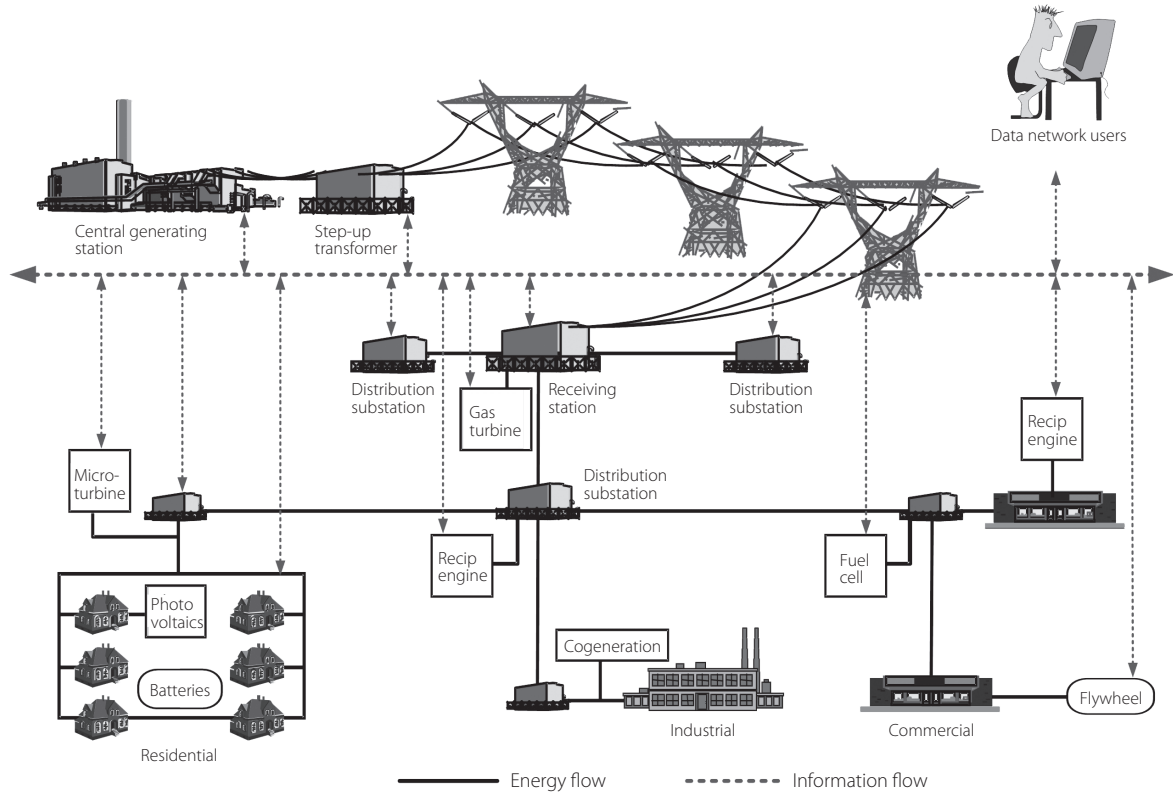 Data network users
Central generating
station
Step-up
transformer
Distribution
substation
Gas
turbine
Receiving
station
Distribution
substation
Recip
engine
Micro-
turbine
Distribution
substation
Recip
engine
Fuel
cell
Photo
voltaics
Batteries
Cogeneration
Flywheel
Residential
Industrial
Commercial
Energy flow
Information flow